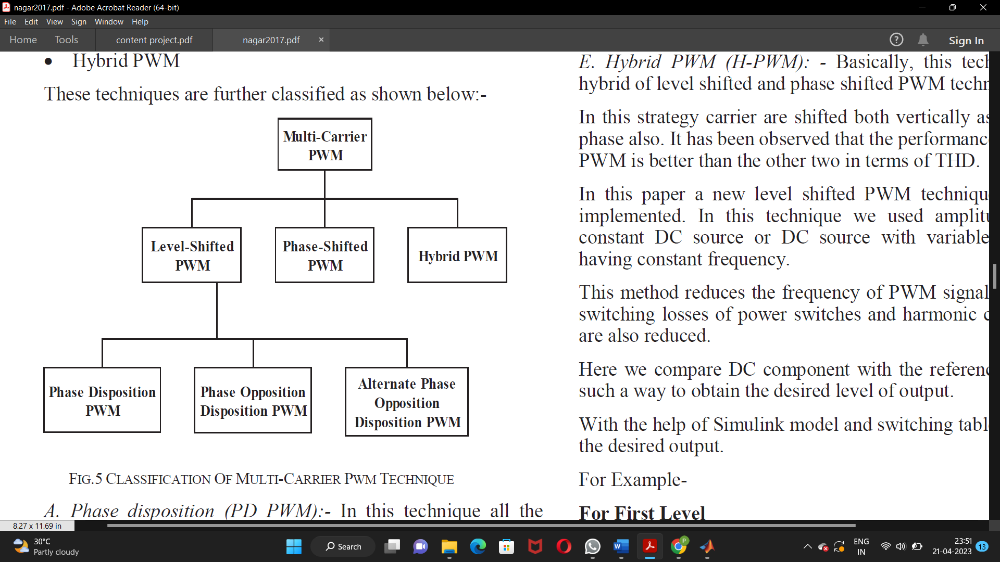 nagar2017.pdf - Adobe Acrobat Reader (64-bit)
File Edit View Sign Window Help
Home Tools content project.pdf nagar2017.pdf × Sign In
• Hybrid PWM
These techniques are further classified as shown below:-
Multi-Carrier
PWM
Level-Shifted
PWM
Phase-Shifted
PWM
Hybrid PWM
Phase Disposition
PWM
Phase Opposition
Disposition PWM
Alternate Phase
Opposition
Disposition PWM
FIG.5 CLASSIFICATION OF MULTI-CARRIER PWM TECHNIQUE
A. Phase disposition (PD PWM):- In this technique all the
E. Hybrid PWM (H-PWM): - Basically, this
hybrid of level shifted and phase shifted PWM
In this strategy carrier are shifted both vertically
phase also. It has been observed that the
PWM is better than the other two in terms of THD.
In this paper a new level shifted PWM
implemented. In this technique we used
constant DC source or DC source with variable
having constant frequency.
This method reduces the frequency of PWM signal
switching losses of power switches and harmonic
are also reduced.
Here we compare DC component with the
such a way to obtain the desired level of output.
With the help of Simulink model and switching
the desired output.
For Example-
For First Level
8.27 x 11.69 in
30°C
Partly cloudy
Search
P
ENG
IN
23:51
21-04-2023
13